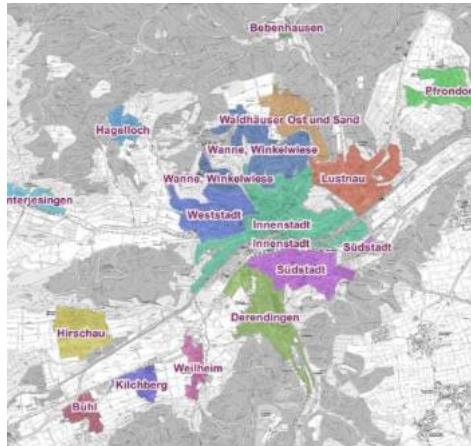 Bebenhausen
Pfrondor
Waldhäuser Ost und Sand
Hagelloch
Wanne, Winkelwiese
Wanne, Winkelwiese
Lustnau
nterjesingen
Weststadt
Innenstadt
Innenstadt
Südstadt
Südstadt
Derendingen
Hirschau
Weilheim
Kilchberg
Bühl